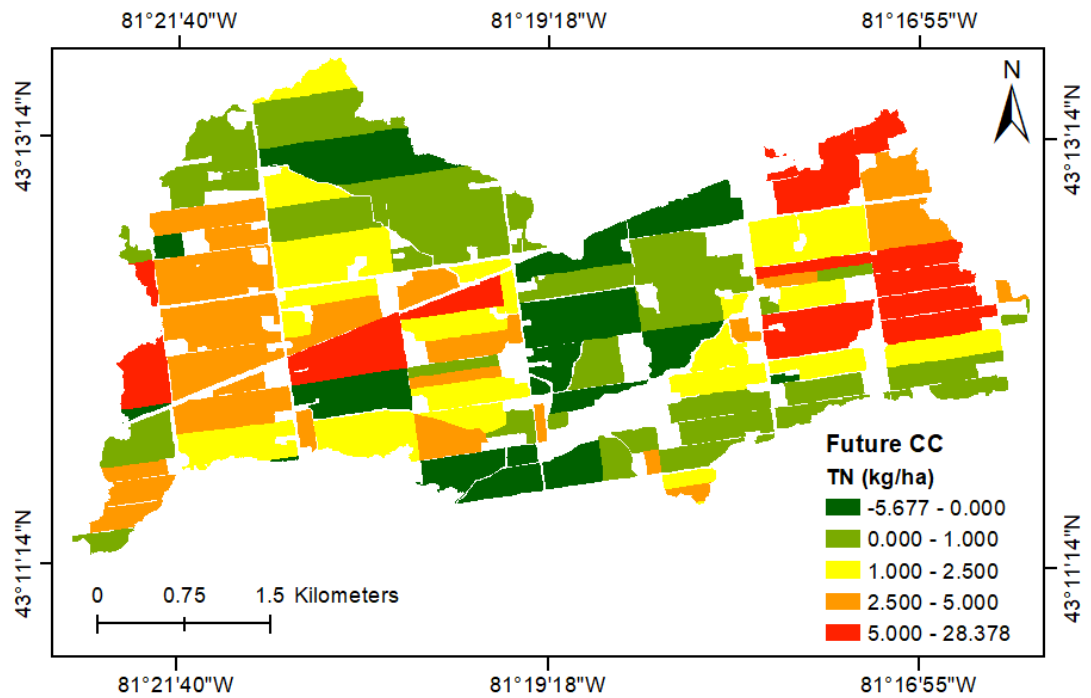 81°21'40"W 81°19'18"W 81°16'55"W
N
43°13'14"N 43°13'14"N
Future CC
TN (kg/ha)
-5.677 - 0.000
0.000 - 1.000
1.000 - 2.500
2.500 - 5.000
5.000 - 28.378
43°11'14"N 43°11'14"N
0 0.75 1.5 Kilometers
81°21'40"W 81°19'18"W 81°16'55"W